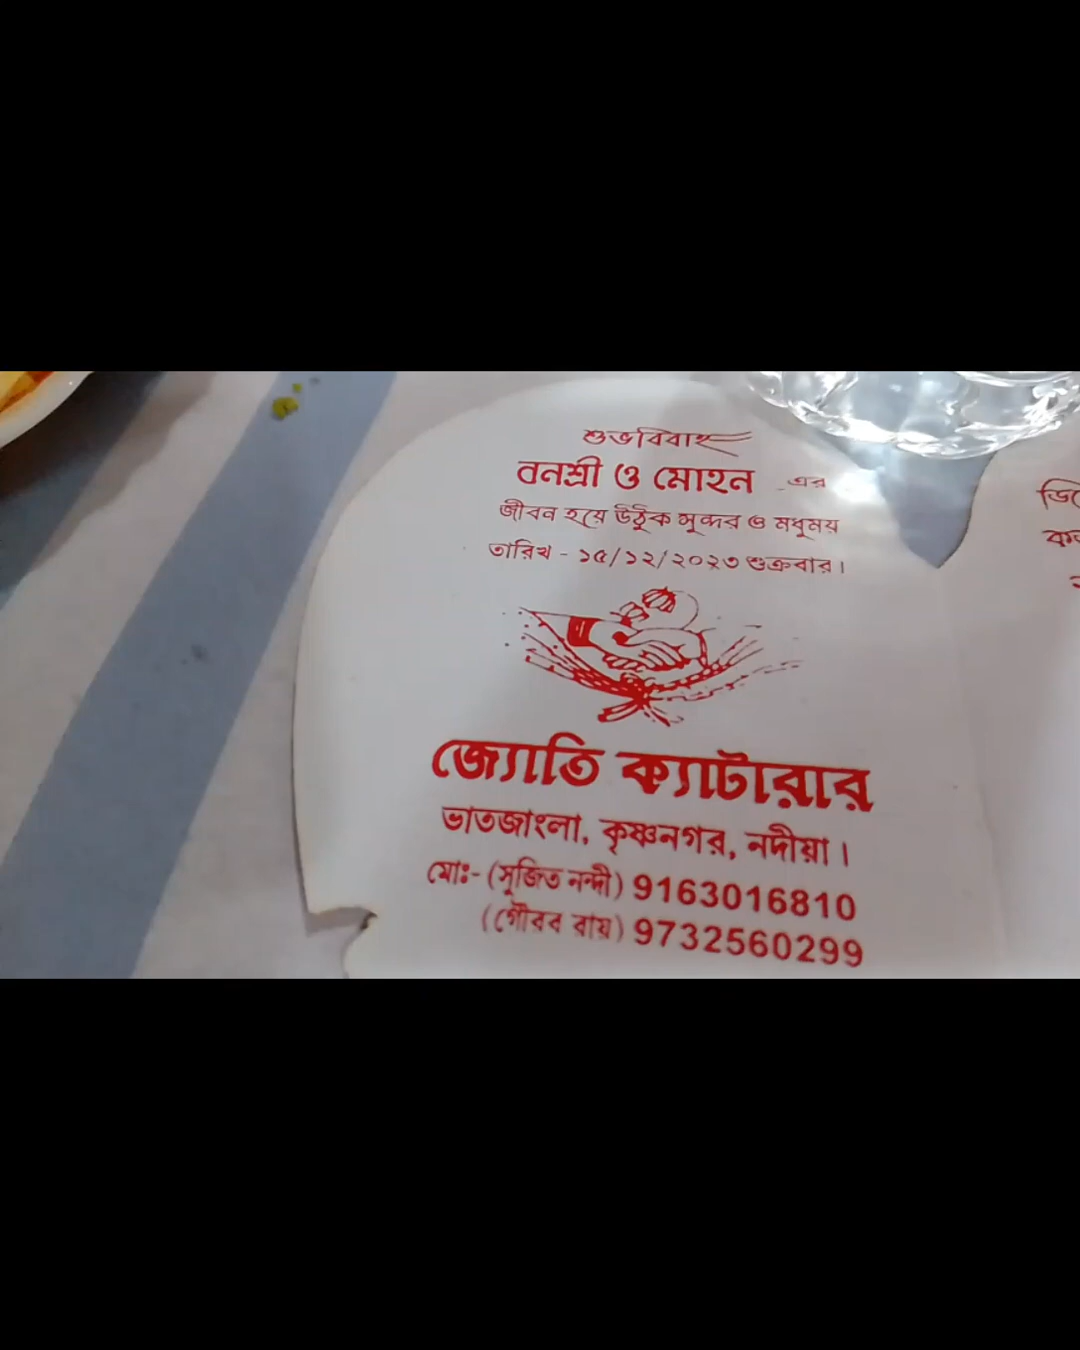 শুভবিবাহ
বনশ্রী ও মোহন এর
জীবন হয়ে উঠুক সুন্দর ও মধুময়
তারিখ - ১৫/১২/২০২৩ শুক্রবার।
জ্যোতি ক্যাটারার
ভাতজাংলা, কৃষ্ণনগর, নদীয়া।
মোঃ- (সুজিত নন্দী) 9163016810
(গৌরব রায়) 9732560299